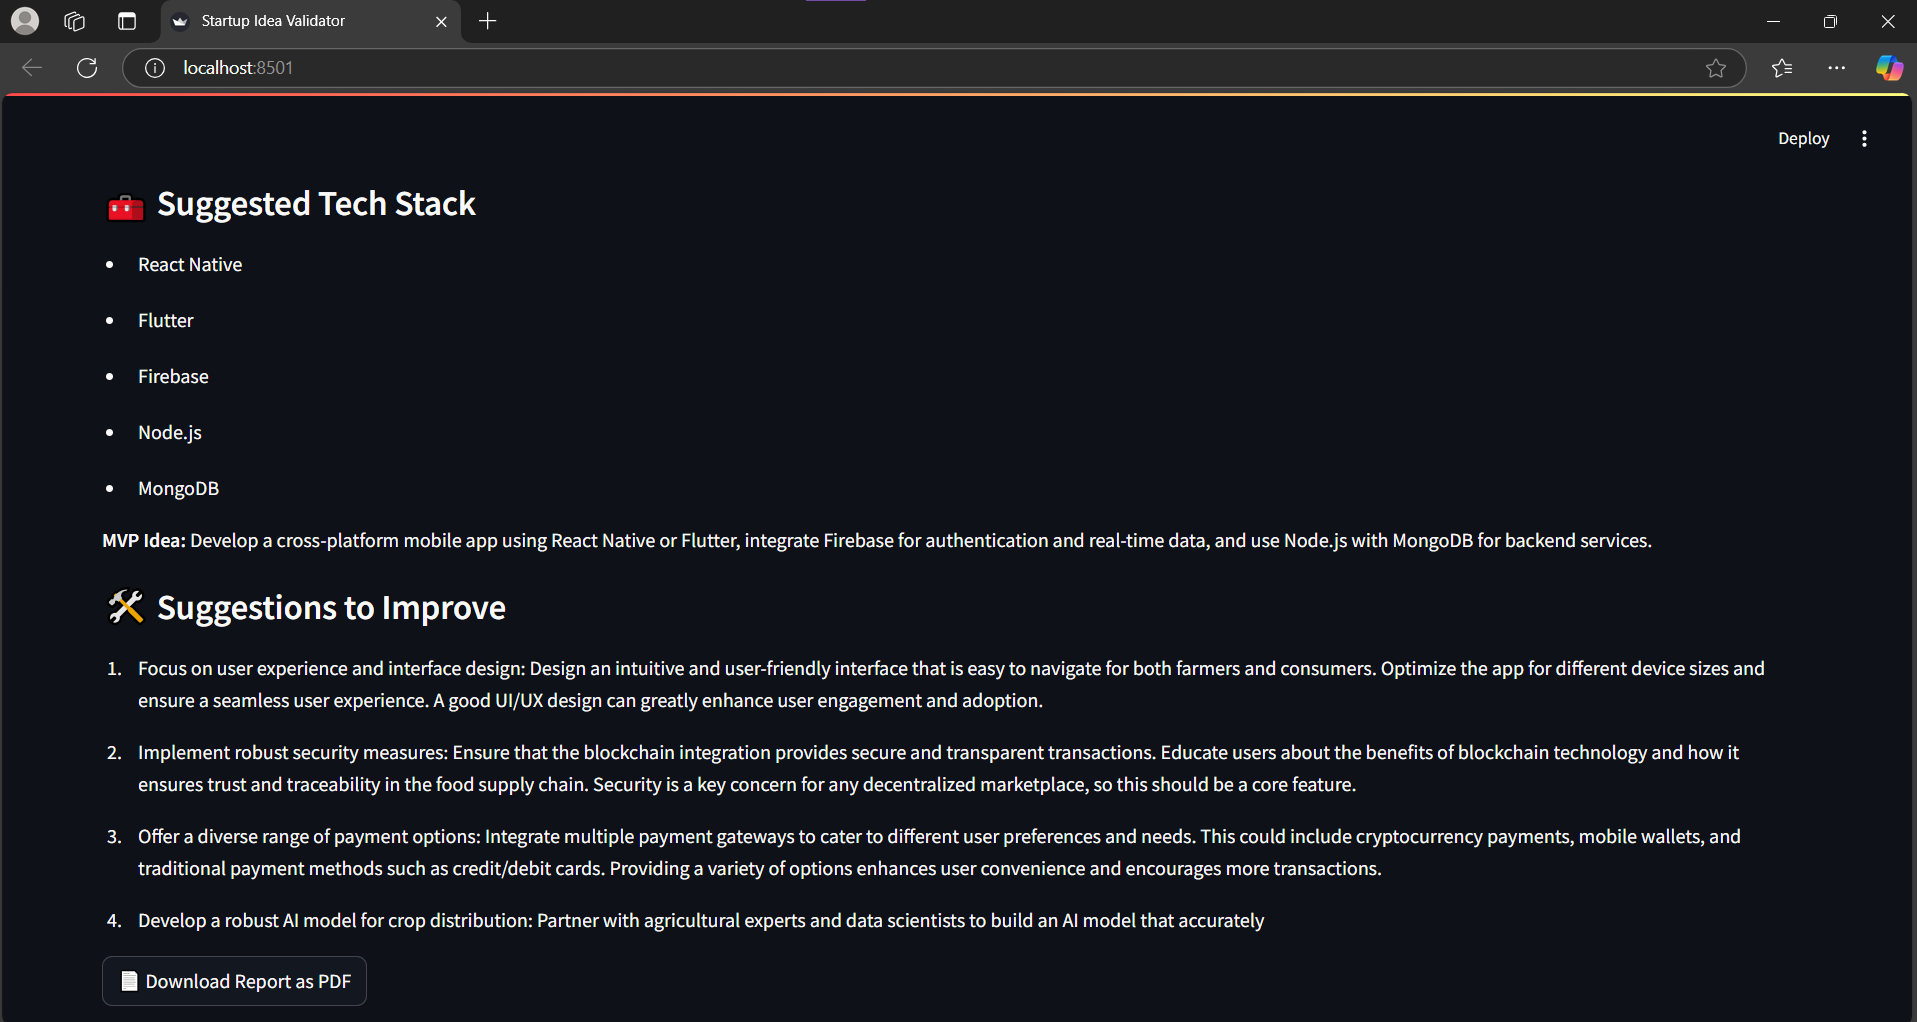 Startup Idea Validator
localhost:8501
Deploy
Suggested Tech Stack
• React Native
• Flutter
• Firebase
• Node.js
• MongoDB
MVP Idea: Develop a cross-platform mobile app using React Native or Flutter, integrate Firebase for authentication and real-time data, and use Node.js with MongoDB for backend services.
Suggestions to Improve
1. Focus on user experience and interface design: Design an intuitive and user-friendly interface that is easy to navigate for both farmers and consumers. Optimize the app for different device sizes and
ensure a seamless user experience. A good UI/UX design can greatly enhance user engagement and adoption.
2. Implement robust security measures: Ensure that the blockchain integration provides secure and transparent transactions. Educate users about the benefits of blockchain technology and how it
ensures trust and traceability in the food supply chain. Security is a key concern for any decentralized marketplace, so this should be a core feature.
3. Offer a diverse range of payment options: Integrate multiple payment gateways to cater to different user preferences and needs. This could include cryptocurrency payments, mobile wallets, and
traditional payment methods such as credit/debit cards. Providing a variety of options enhances user convenience and encourages more transactions.
4. Develop a robust AI model for crop distribution: Partner with agricultural experts and data scientists to build an AI model that accurately
Download Report as PDF